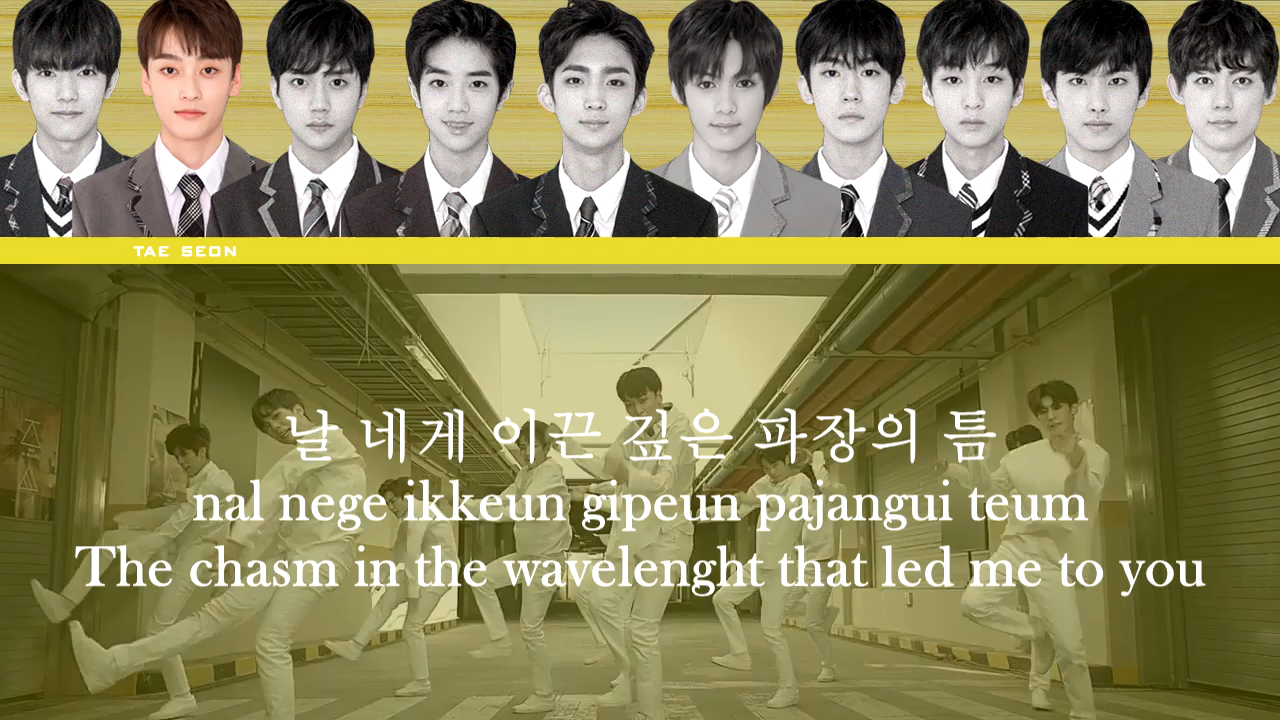 TAE SEON
날 네게 이끈 깊은 파장의 틈
nal nege ikkeun gipeun pajangui teum
The chasm in the wavelenght that led me to you